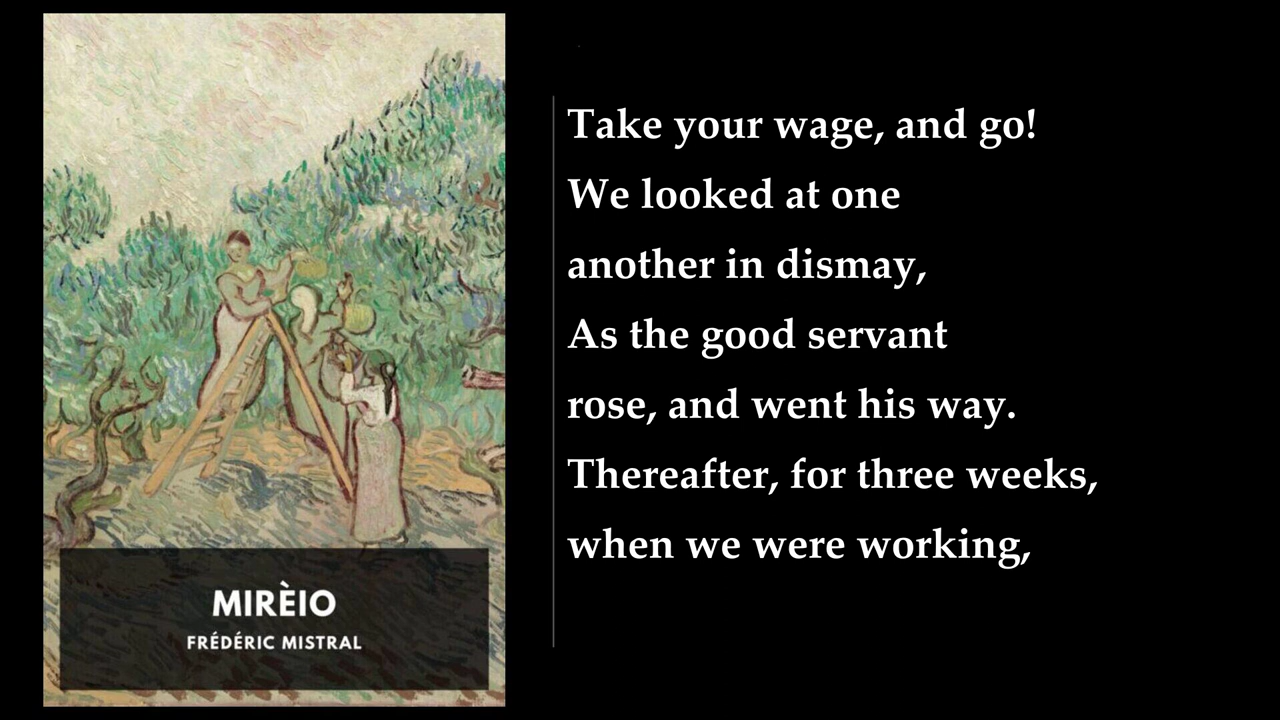 MIRÈIO
FRÉDÉRIC MISTRAL
Take your wage, and go!
We looked at one
another in dismay,
As the good servant
rose, and went his way.
Thereafter, for three weeks,
when we were working,